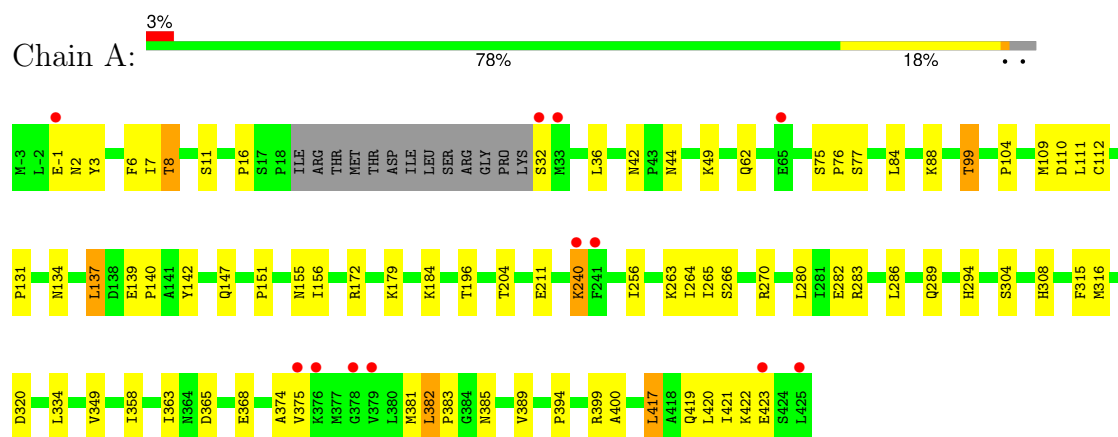 3%
Chain A:
78% 18% • •
M-3 L-2 E-1 N2 Y3 F6 I7 T8 S11 P16 S17 P18 ILE ARG THR MET THR ASP ILE LEU SER ARG GLY PRO LYS S32 M33 L36 N42 P43 N44 K49 Q62 E65 S75 P76 S77 L84 K88 T99 P104 M109 D110 L111 C112
P131 N134 L137 D138 E139 P140 A141 Y142 Q147 P151 N155 I156 R172 K179 K184 T196 T204 E211 K240 F241 I256 K263 I264 I265 S266 R270 L280 I281 E282 R283 L286 Q289 H294 S304 H308 F315 M316
D320 L334 V349 I358 I363 N364 D365 E368 A374 V375 K376 M377 G378 V379 L380 M381 L382 P383 G384 N385 V389 P394 R399 A400 L417 A418 Q419 L420 I421 K422 E423 S424 L425